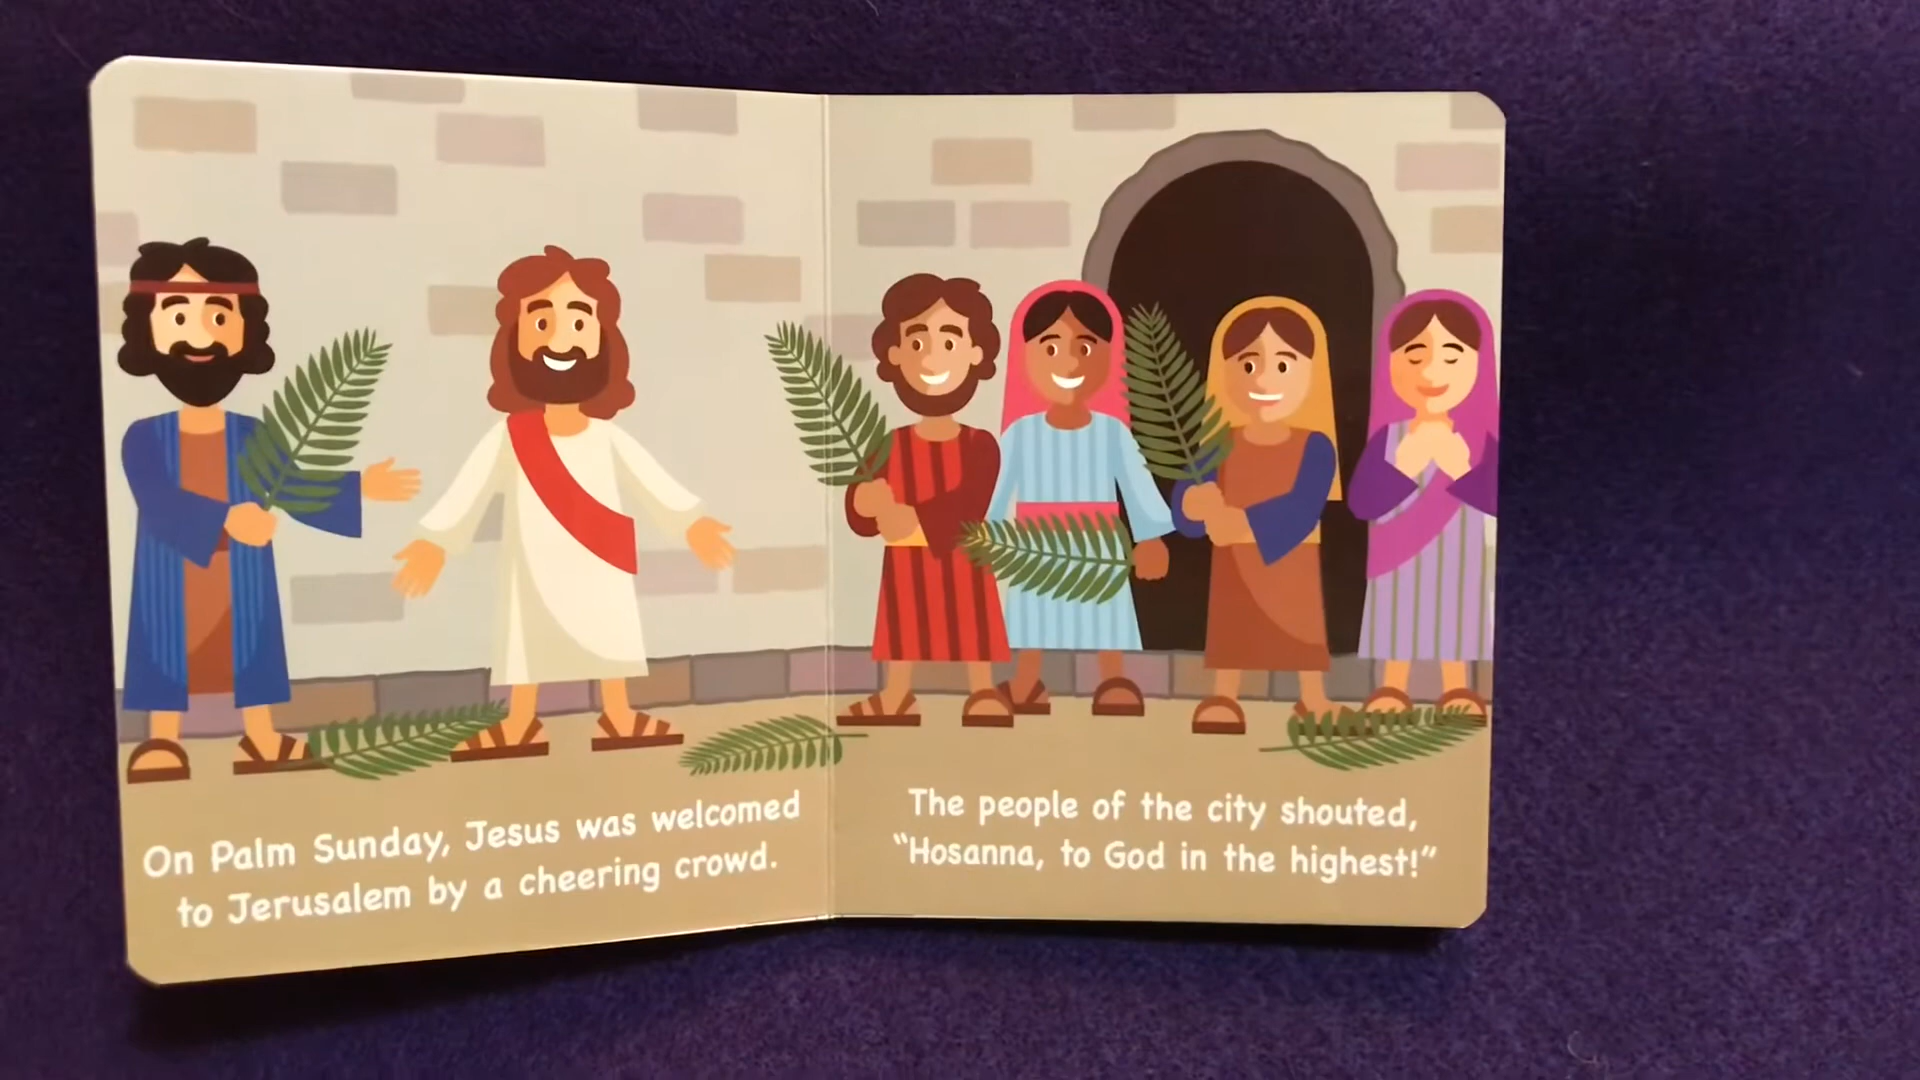 On Palm Sunday, Jesus was welcomed
to Jerusalem by a cheering crowd.
The people of the city shouted,
“Hosanna, to God in the highest!”